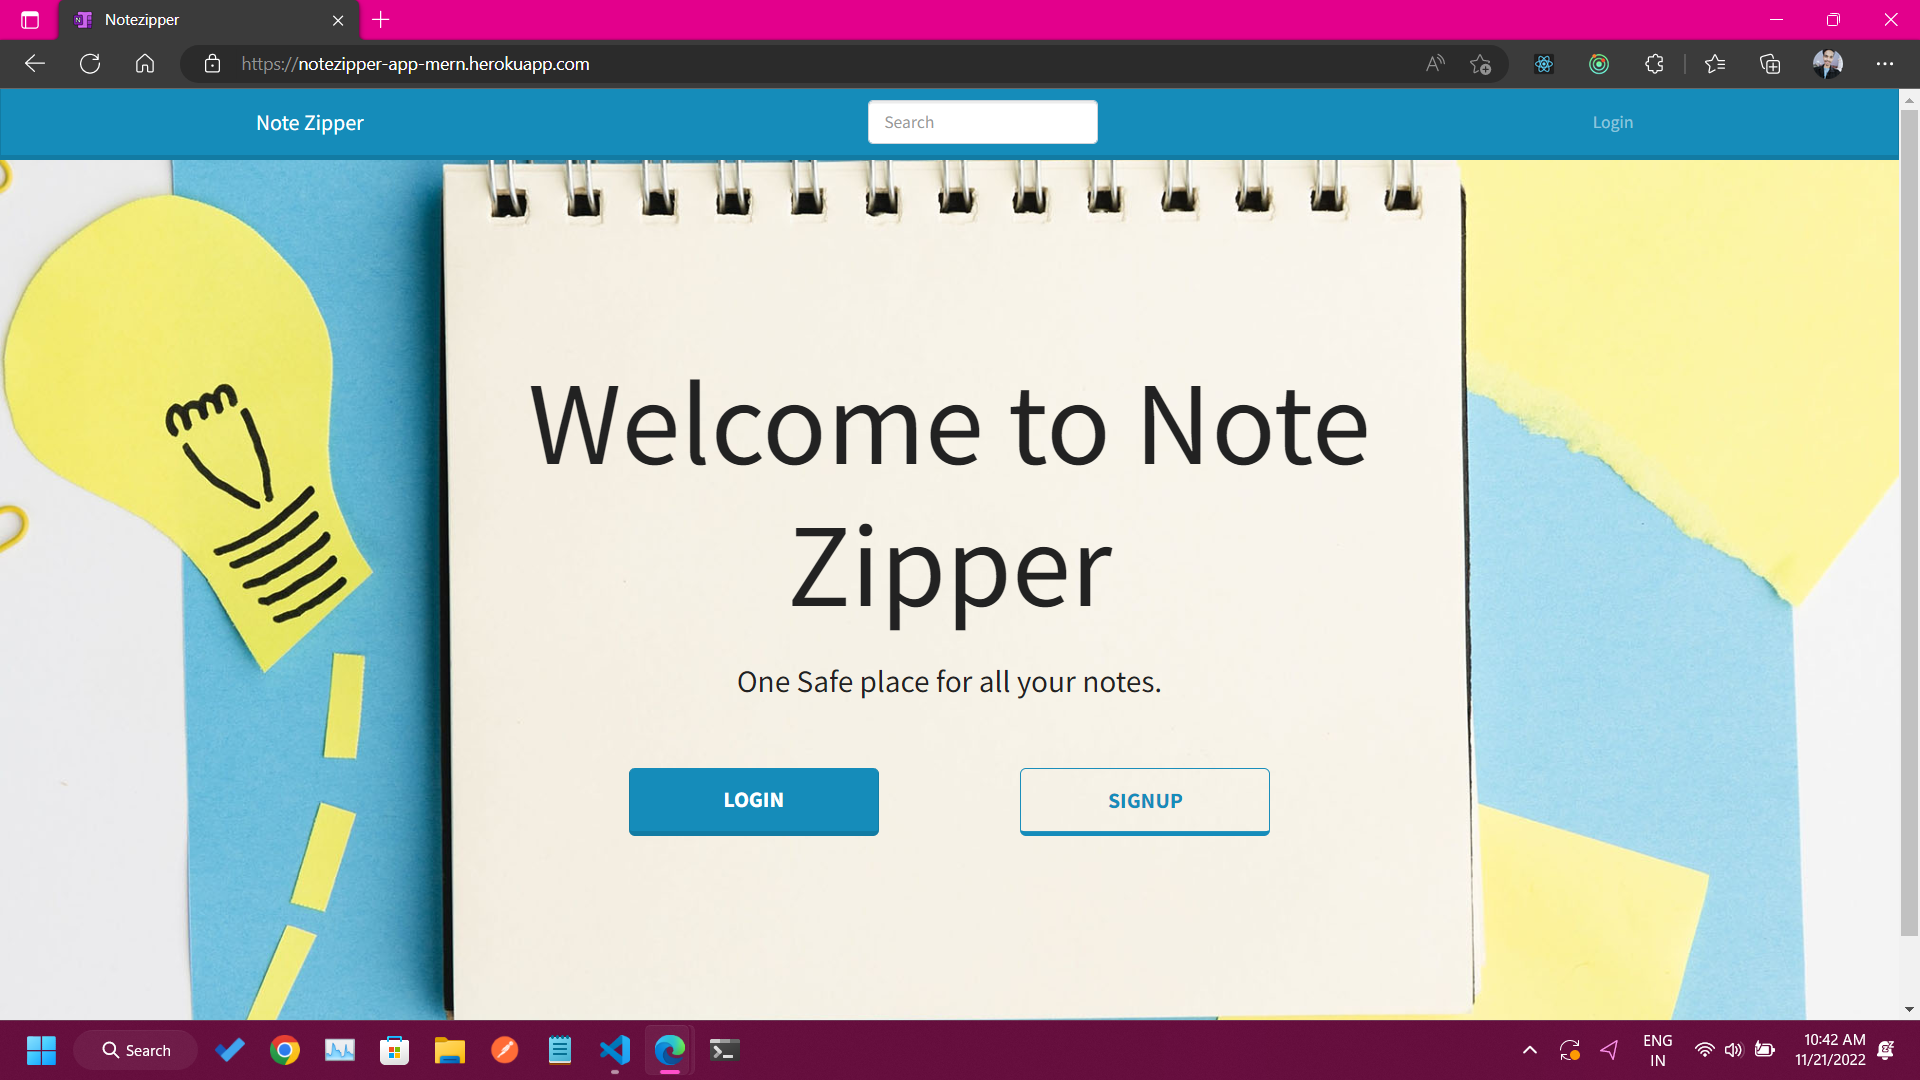 Notezipper
https://notezipper-app-mern.herokuapp.com
Note Zipper
Search
Login
Welcome to Note
Zipper
One Safe place for all your notes.
LOGIN
SIGNUP
Search
ENG
IN
10:42 AM
11/21/2022